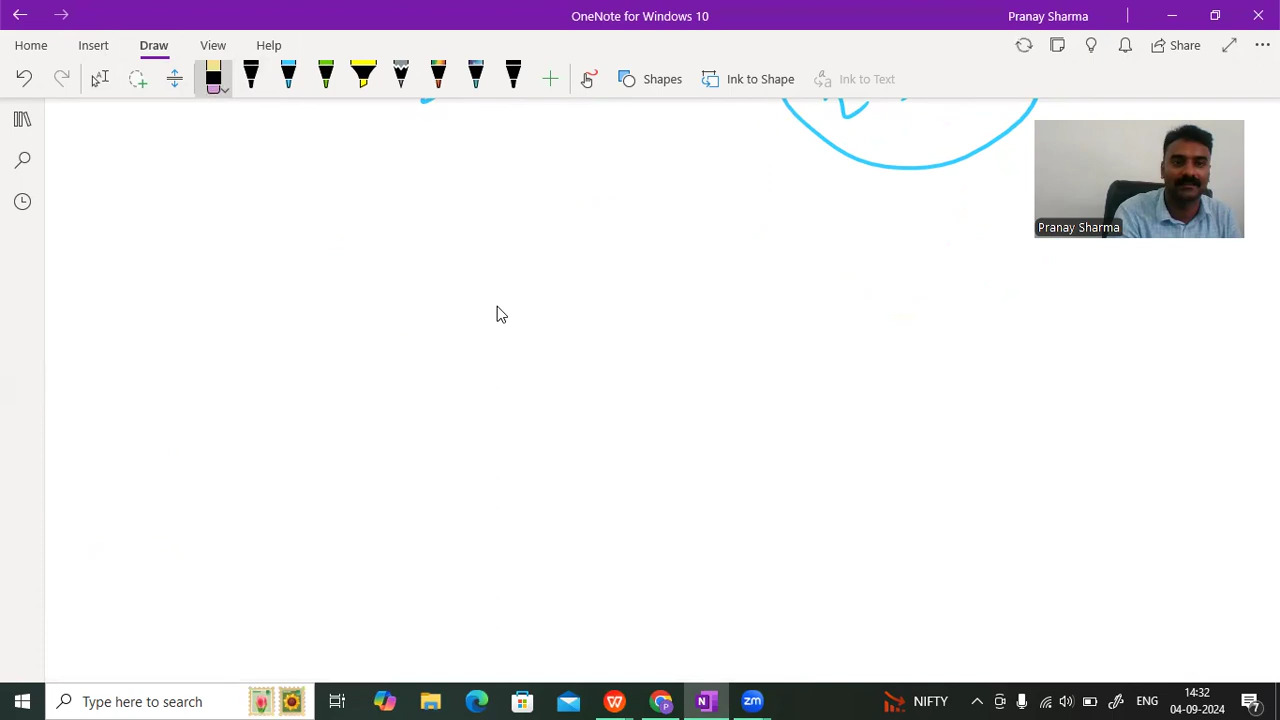 OneNote for Windows 10
Pranay Sharma
Home Insert Draw View Help
Share
Shapes Ink to Shape Ink to Text
Pranay Sharma
Type here to search
NIFTY
ENG
14:32
04-09-2024
7